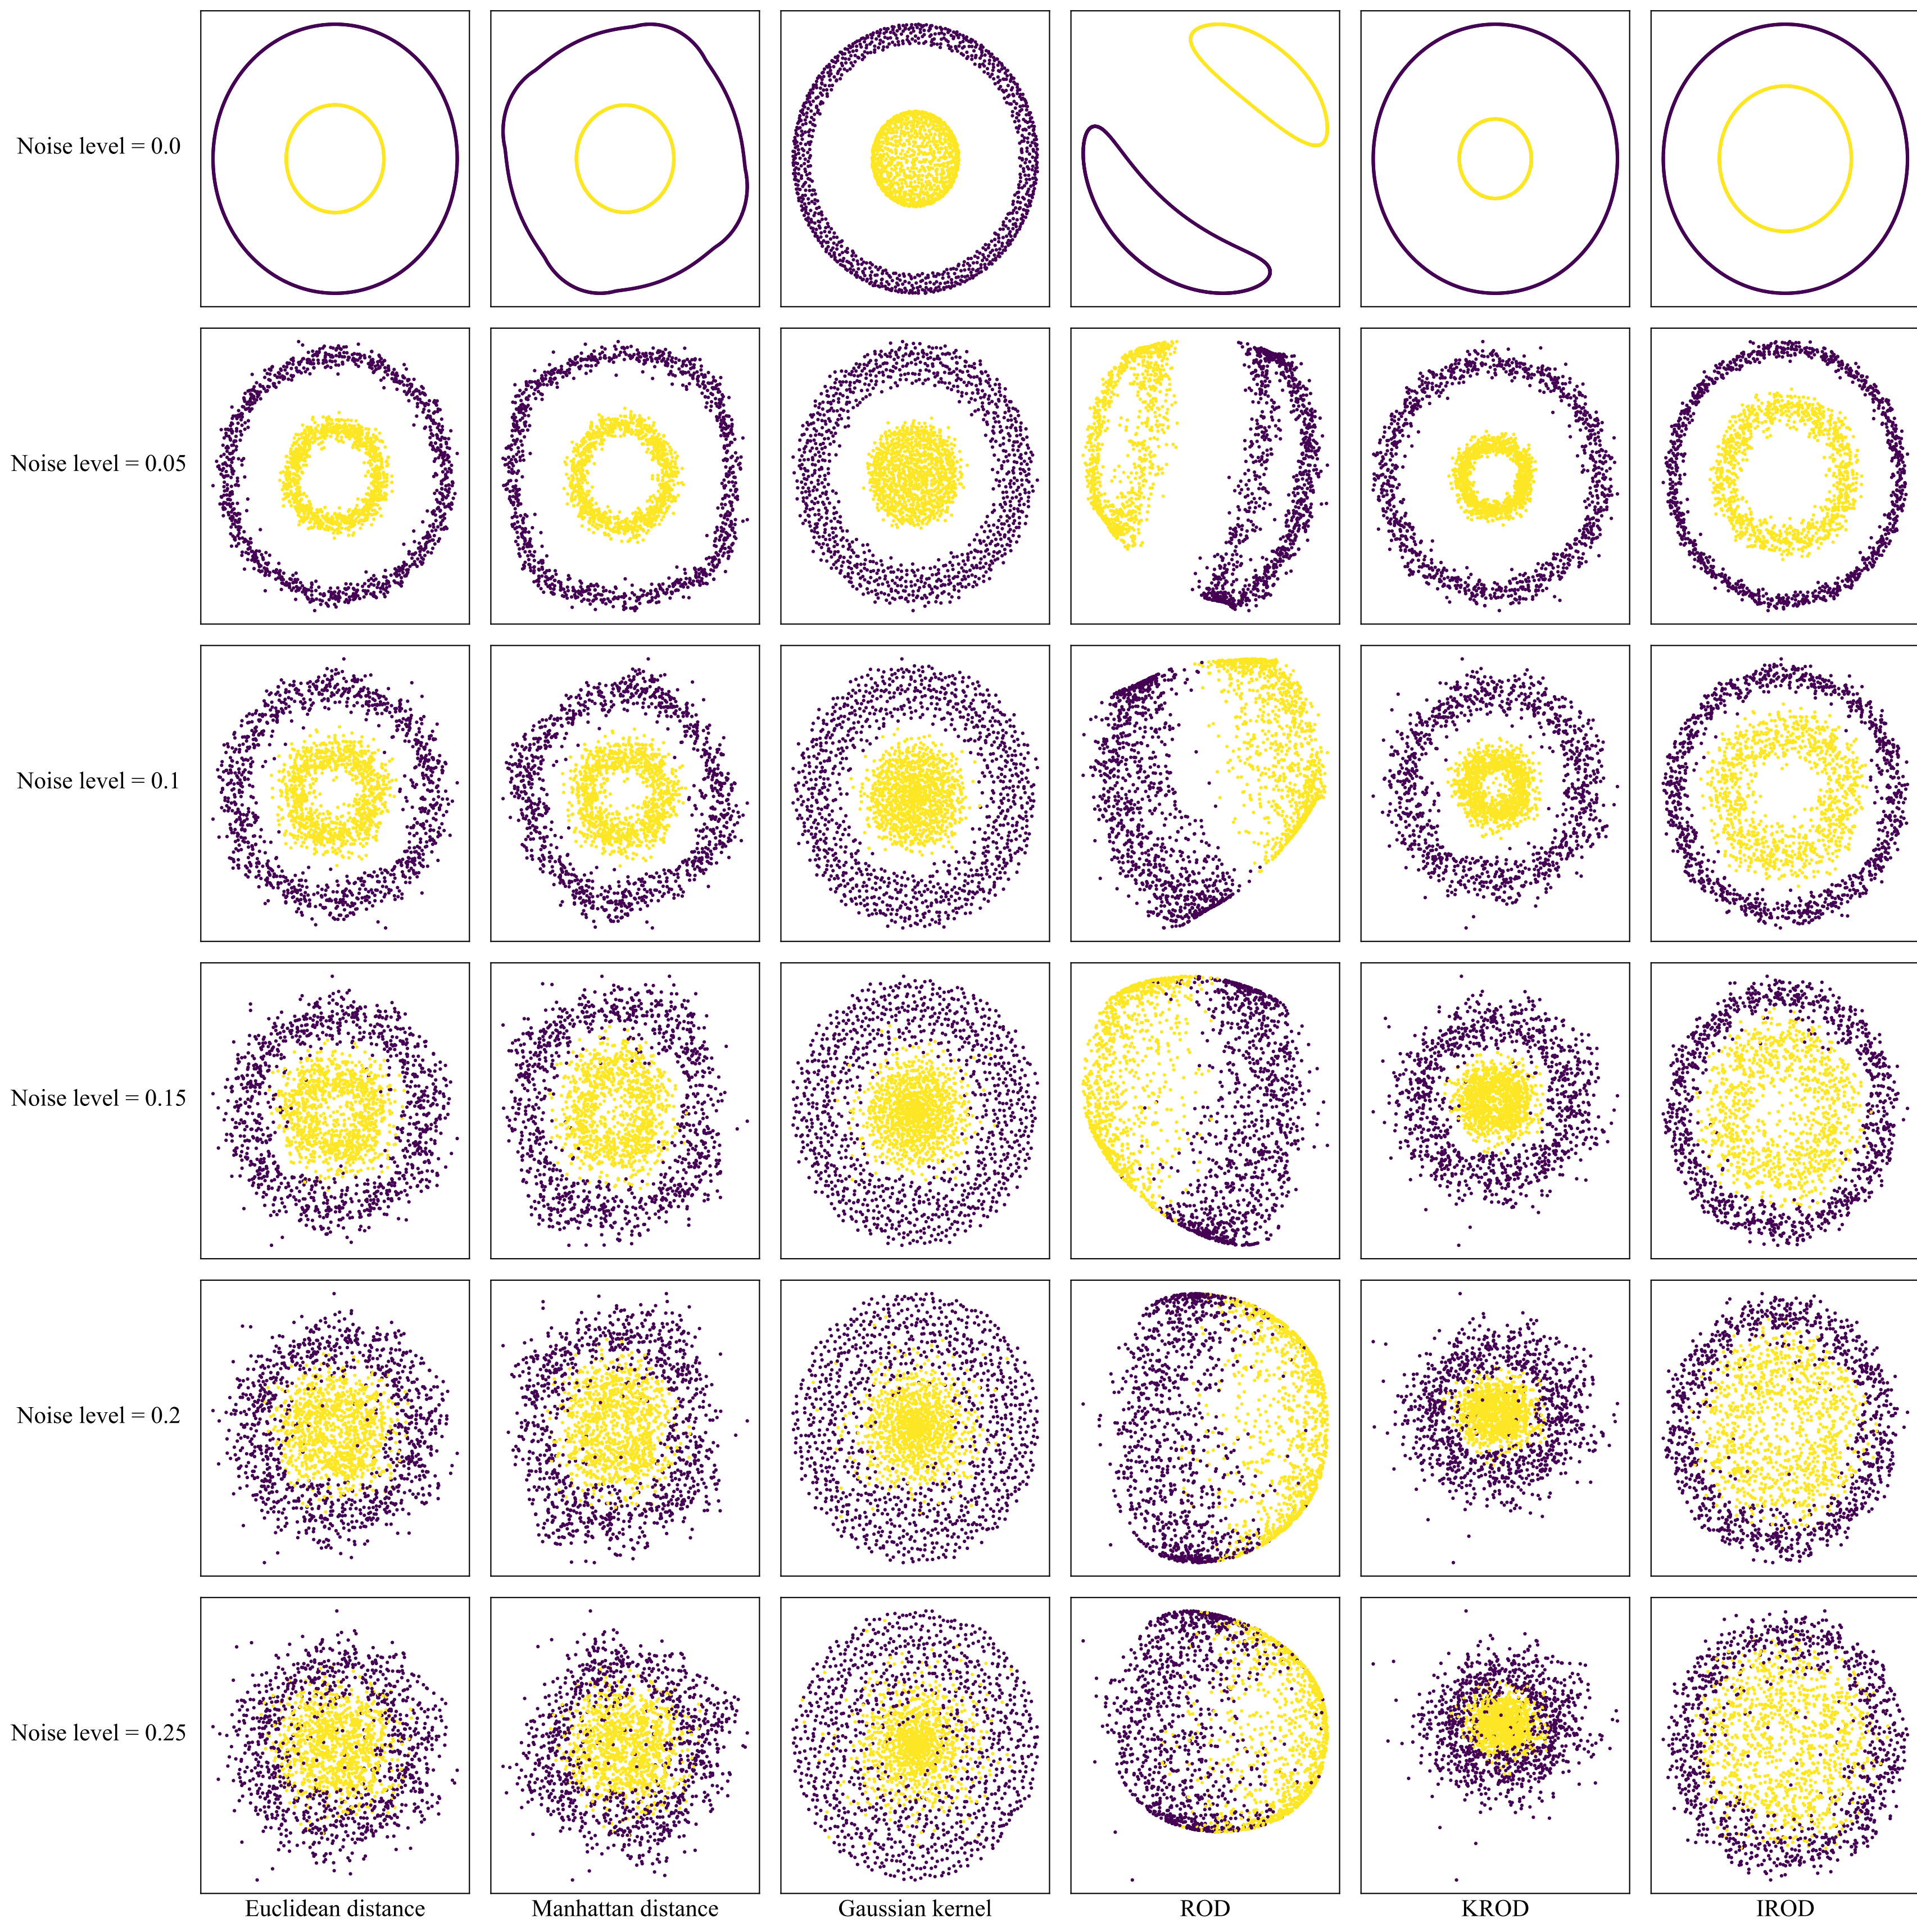 Noise level = 0.0
Noise level = 0.05
Noise level = 0.1
Noise level = 0.15
Noise level = 0.2
Noise level = 0.25
Euclidean distance
Manhattan distance
Gaussian kernel
ROD
KROD
IROD